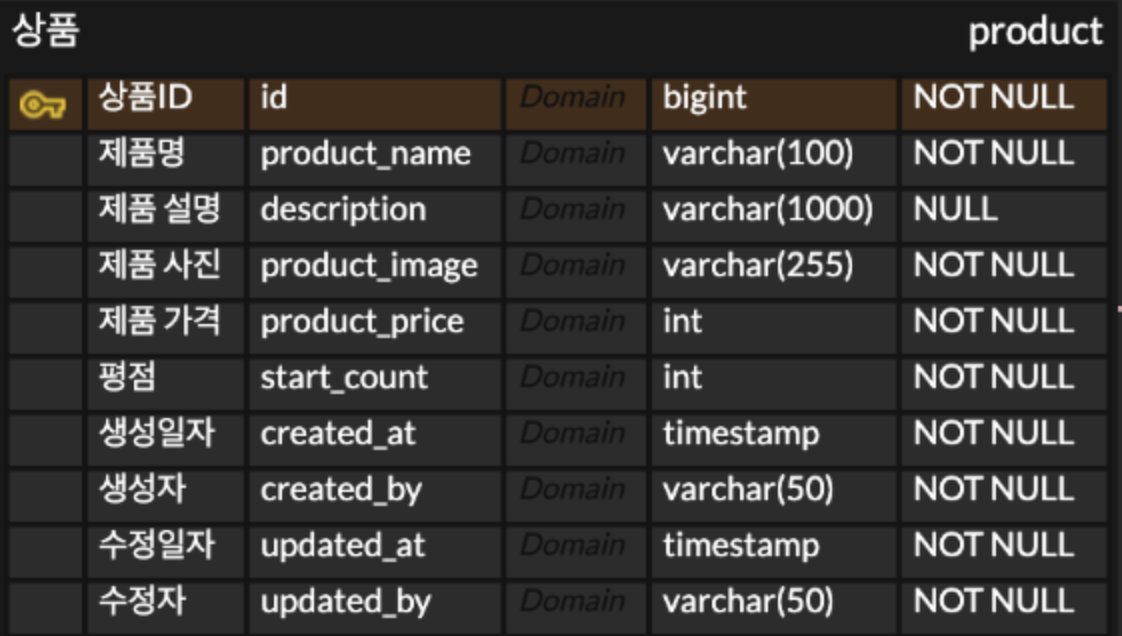 상품 product
상품ID id Domain bigint NOT NULL
제품명 product_name Domain varchar(100) NOT NULL
제품 설명 description Domain varchar(1000) NULL
제품 사진 product_image Domain varchar(255) NOT NULL
제품 가격 product_price Domain int NOT NULL
평점 start_count Domain int NOT NULL
생성일자 created_at Domain timestamp NOT NULL
생성자 created_by Domain varchar(50) NOT NULL
수정일자 updated_at Domain timestamp NOT NULL
수정자 updated_by Domain varchar(50) NOT NULL